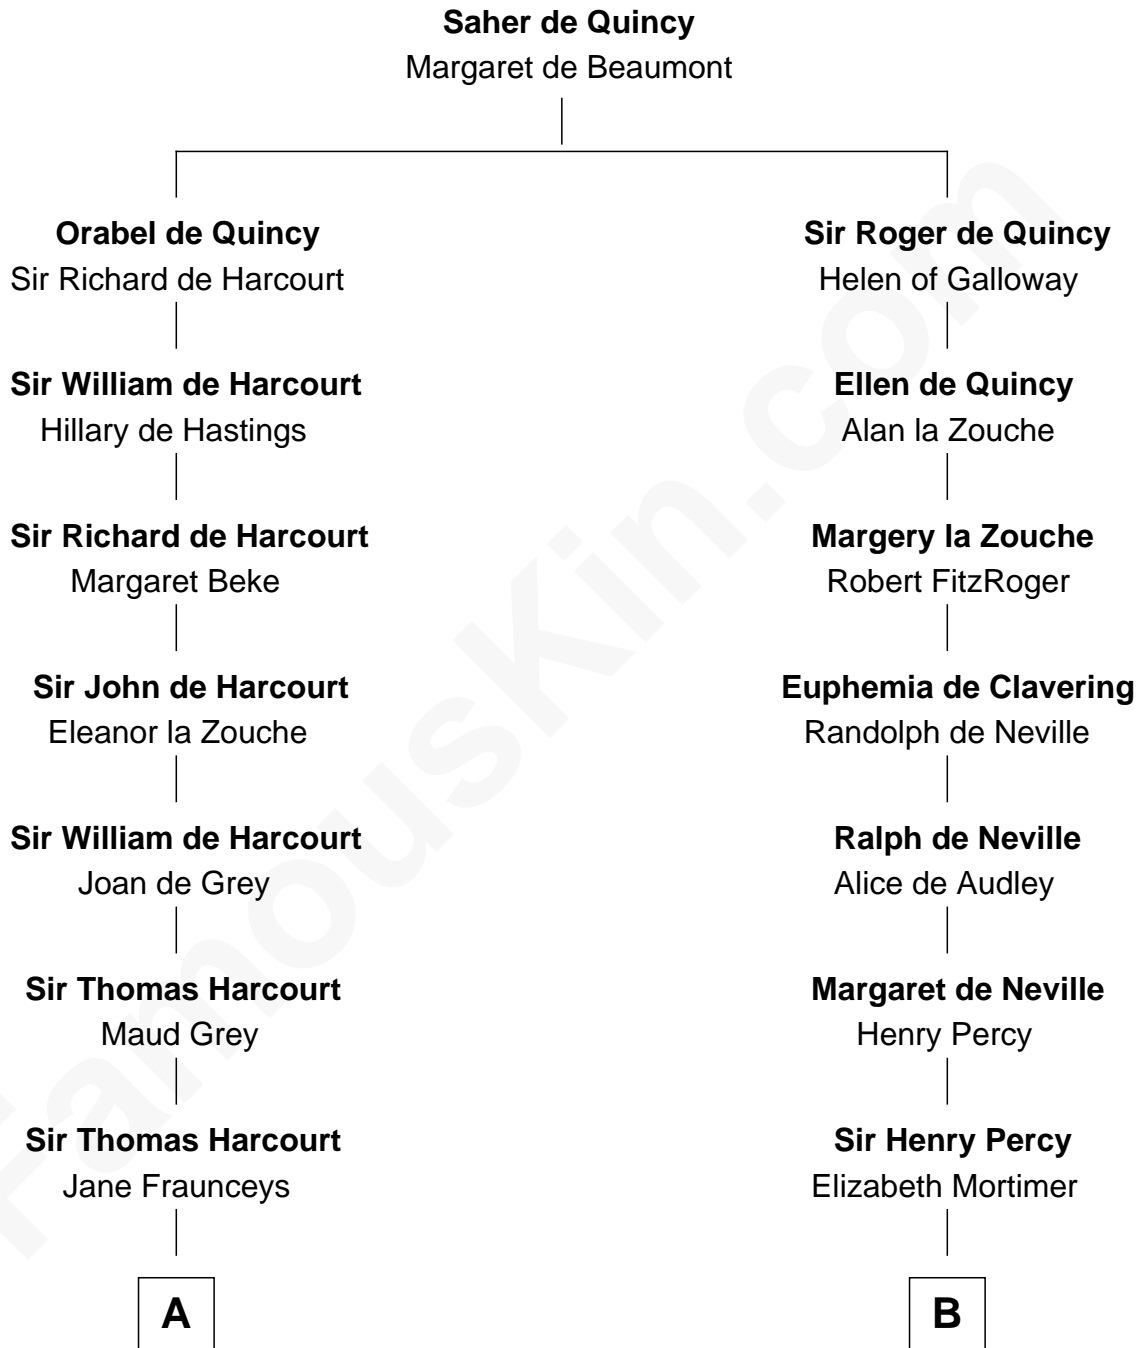 Saher de Quincy
Margaret de Beaumont
Orabel de Quincy
Sir Richard de Harcourt
Sir Roger de Quincy
Helen of Galloway
Sir William de Harcourt
Hillary de Hastings
Ellen de Quincy
Alan la Zouche
Sir Richard de Harcourt
Margaret Beke
Margery la Zouche
Robert FitzRoger
Sir John de Harcourt
Eleanor la Zouche
Euphemia de Clavering
Randolph de Neville
Sir William de Harcourt
Joan de Grey
Ralph de Neville
Alice de Audley
Sir Thomas Harcourt
Maud Grey
Margaret de Neville
Henry Percy
Sir Thomas Harcourt
Jane Fraunceys
Sir Henry Percy
Elizabeth Mortimer
A
B
FamousKin.com